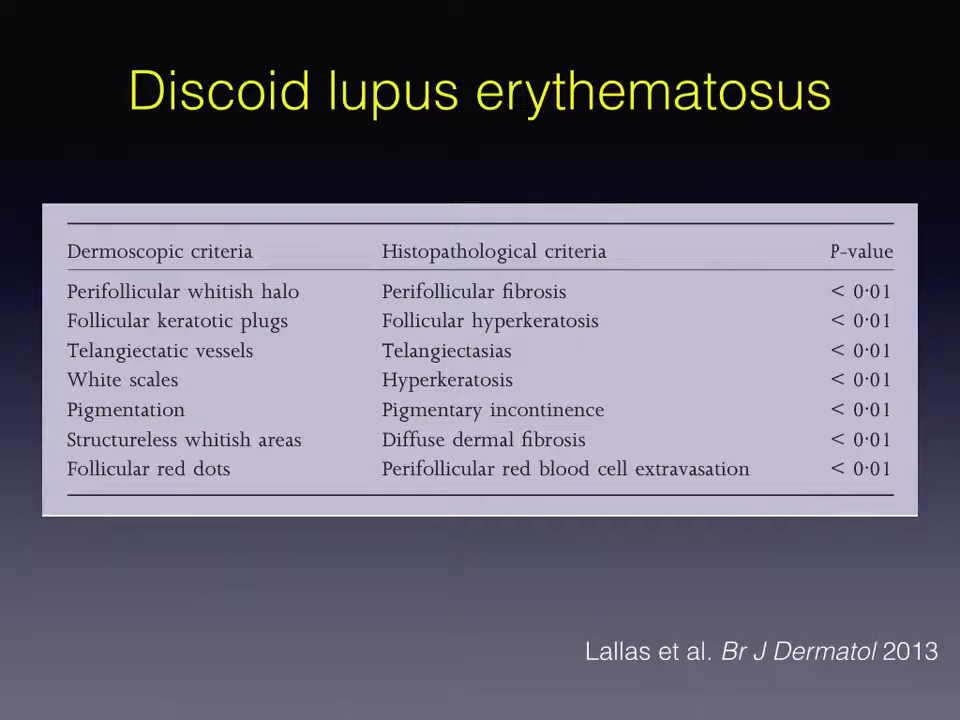 Discoid lupus erythematosus
Dermoscopic criteria Histopathological criteria P-value
Perifollicular whitish halo Perifollicular fibrosis < 0·01
Follicular keratotic plugs Follicular hyperkeratosis < 0·01
Telangiectatic vessels Telangiectasias < 0·01
White scales Hyperkeratosis < 0·01
Pigmentation Pigmentary incontinence < 0·01
Structureless whitish areas Diffuse dermal fibrosis < 0·01
Follicular red dots Perifollicular red blood cell extravasation < 0·01
Lallas et al. Br J Dermatol 2013